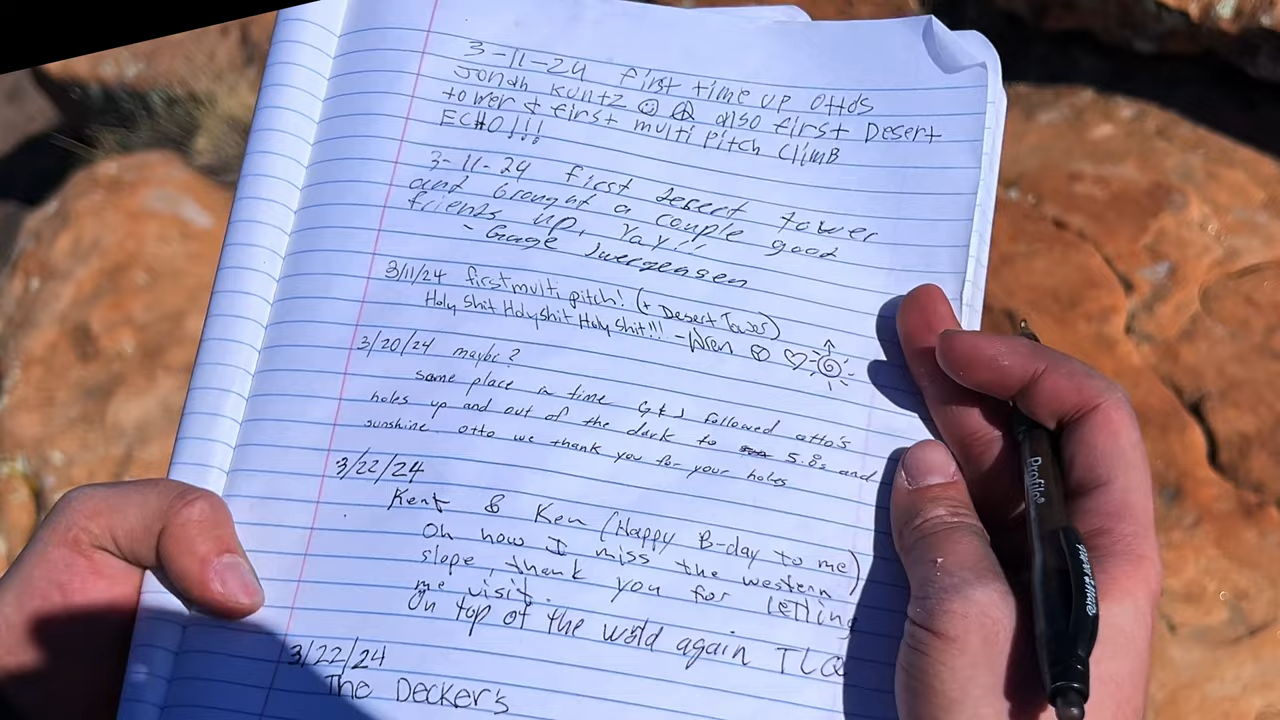 3-11-24 first time up Ottos
Jonah Kuntz also first Desert
tower & first multi pitch climb
ECHO!!!
3-11-24 first desert tower
and brought a couple good
friends up, Yay!!
- Gage Juergensen
3/11/24 first multi pitch! (+ Desert Tower)
Holy Shit Holy shit Holy shit!!! -Wren
3/20/24 maybe?
same place in time G & J followed otto's
holes up and out of the dark to 5.8s and
sunshine otto we thank you for your holes
3/22/24
Kent & Ken (Happy B-day to me)
Oh how I miss the western
slope, thank you for letting
me visit.
On top of the wold again TLQ
3/22/24
The Decker's
Profile
PaperMate